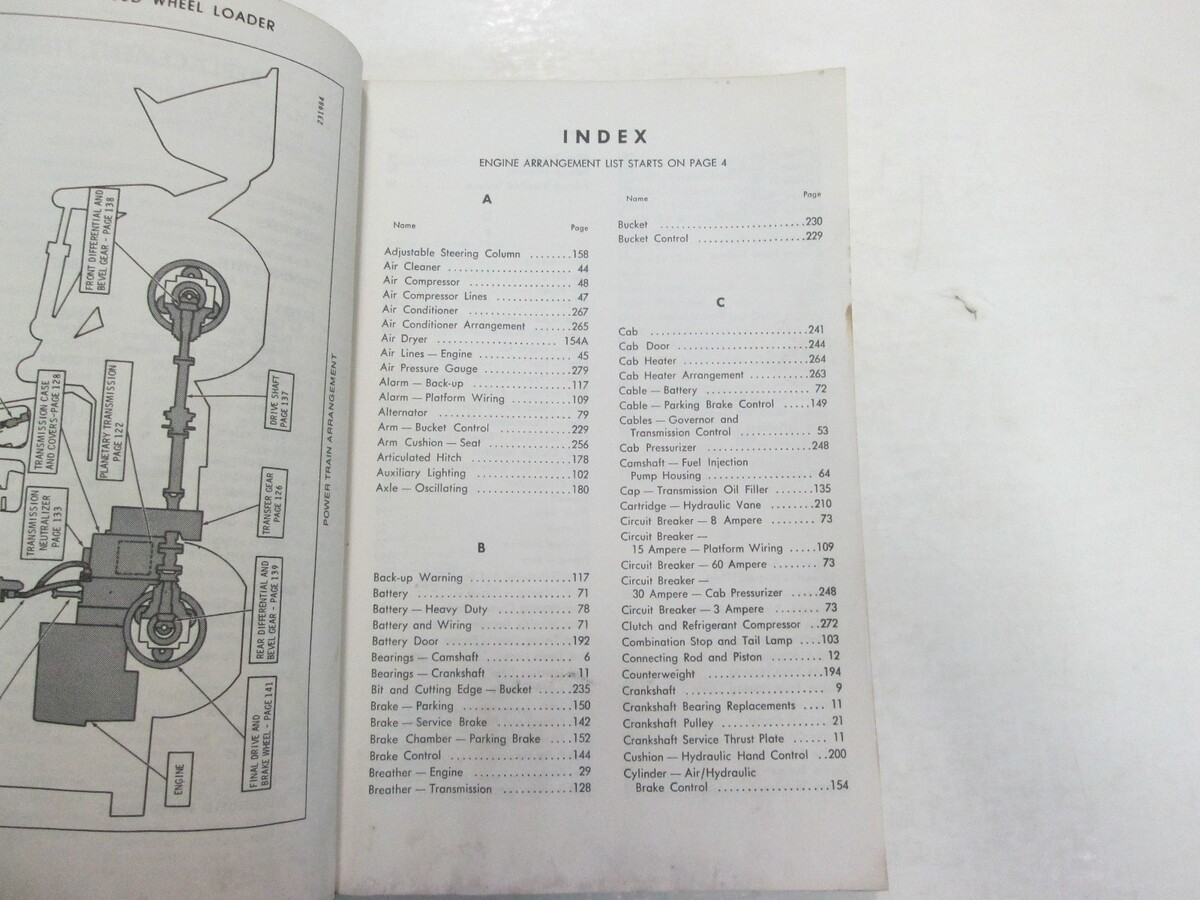 WHEEL LOADER
231984
FRONT DIFFERENTIAL AND
BEVEL GEAR - PAGE 138
TRANSMISSION CASE
AND COVERS-PAGE 128
PLANETARY TRANSMISSION
PAGE 122
DRIVE SHAFT
PAGE 137
TRANSMISSION
NEUTRALIZER
PAGE 133
TRANSFER GEAR
PAGE 126
REAR DIFFERENTIAL AND
BEVEL GEAR - PAGE 139
FINAL DRIVE AND
BRAKE WHEEL - PAGE 141
ENGINE
POWER TRAIN ARRANGEMENT
INDEX
ENGINE ARRANGEMENT LIST STARTS ON PAGE 4
A
Name Page
Adjustable Steering Column ........158
Air Cleaner .................... 44
Air Compressor .................. 48
Air Compressor Lines ............ 47
Air Conditioner .................267
Air Conditioner Arrangement .......265
Air Dryer ..................... 154A
Air Lines — Engine .............. 45
Air Pressure Gauge ..............279
Alarm — Back-up ................117
Alarm — Platform Wiring ..........109
Alternator ...................... 79
Arm — Bucket Control ............229
Arm Cushion — Seat .............256
Articulated Hitch ................178
Auxiliary Lighting ...............102
Axle — Oscillating ..............180
B
Back-up Warning ................117
Battery ......................... 71
Battery — Heavy Duty ............ 78
Battery and Wiring .............. 71
Battery Door ...................192
Bearings — Camshaft ............. 6
Bearings — Crankshaft ........... 11
Bit and Cutting Edge — Bucket ......235
Brake — Parking .................150
Brake — Service Brake ............142
Brake Chamber — Parking Brake ....152
Brake Control ...................144
Breather — Engine ............... 29
Breather — Transmission ..........128
Name Page
Bucket .........................230
Bucket Control .................229
C
Cab ...........................241
Cab Door ......................244
Cab Heater .....................264
Cab Heater Arrangement ..........263
Cable — Battery ................. 72
Cable — Parking Brake Control .....149
Cables — Governor and
Transmission Control ............ 53
Cab Pressurizer .................248
Camshaft — Fuel Injection
Pump Housing ................. 64
Cap — Transmission Oil Filler .......135
Cartridge — Hydraulic Vane ........210
Circuit Breaker — 8 Ampere ........ 73
Circuit Breaker —
15 Ampere — Platform Wiring .....109
Circuit Breaker — 60 Ampere ....... 73
Circuit Breaker —
30 Ampere — Cab Pressurizer .....248
Circuit Breaker — 3 Ampere ........ 73
Clutch and Refrigerant Compressor ..272
Combination Stop and Tail Lamp ....103
Connecting Rod and Piston ......... 12
Counterweight ...................194
Crankshaft ...................... 9
Crankshaft Bearing Replacements .... 11
Crankshaft Pulley ................ 21
Crankshaft Service Thrust Plate ...... 11
Cushion — Hydraulic Hand Control ..200
Cylinder — Air/Hydraulic
Brake Control ..................154